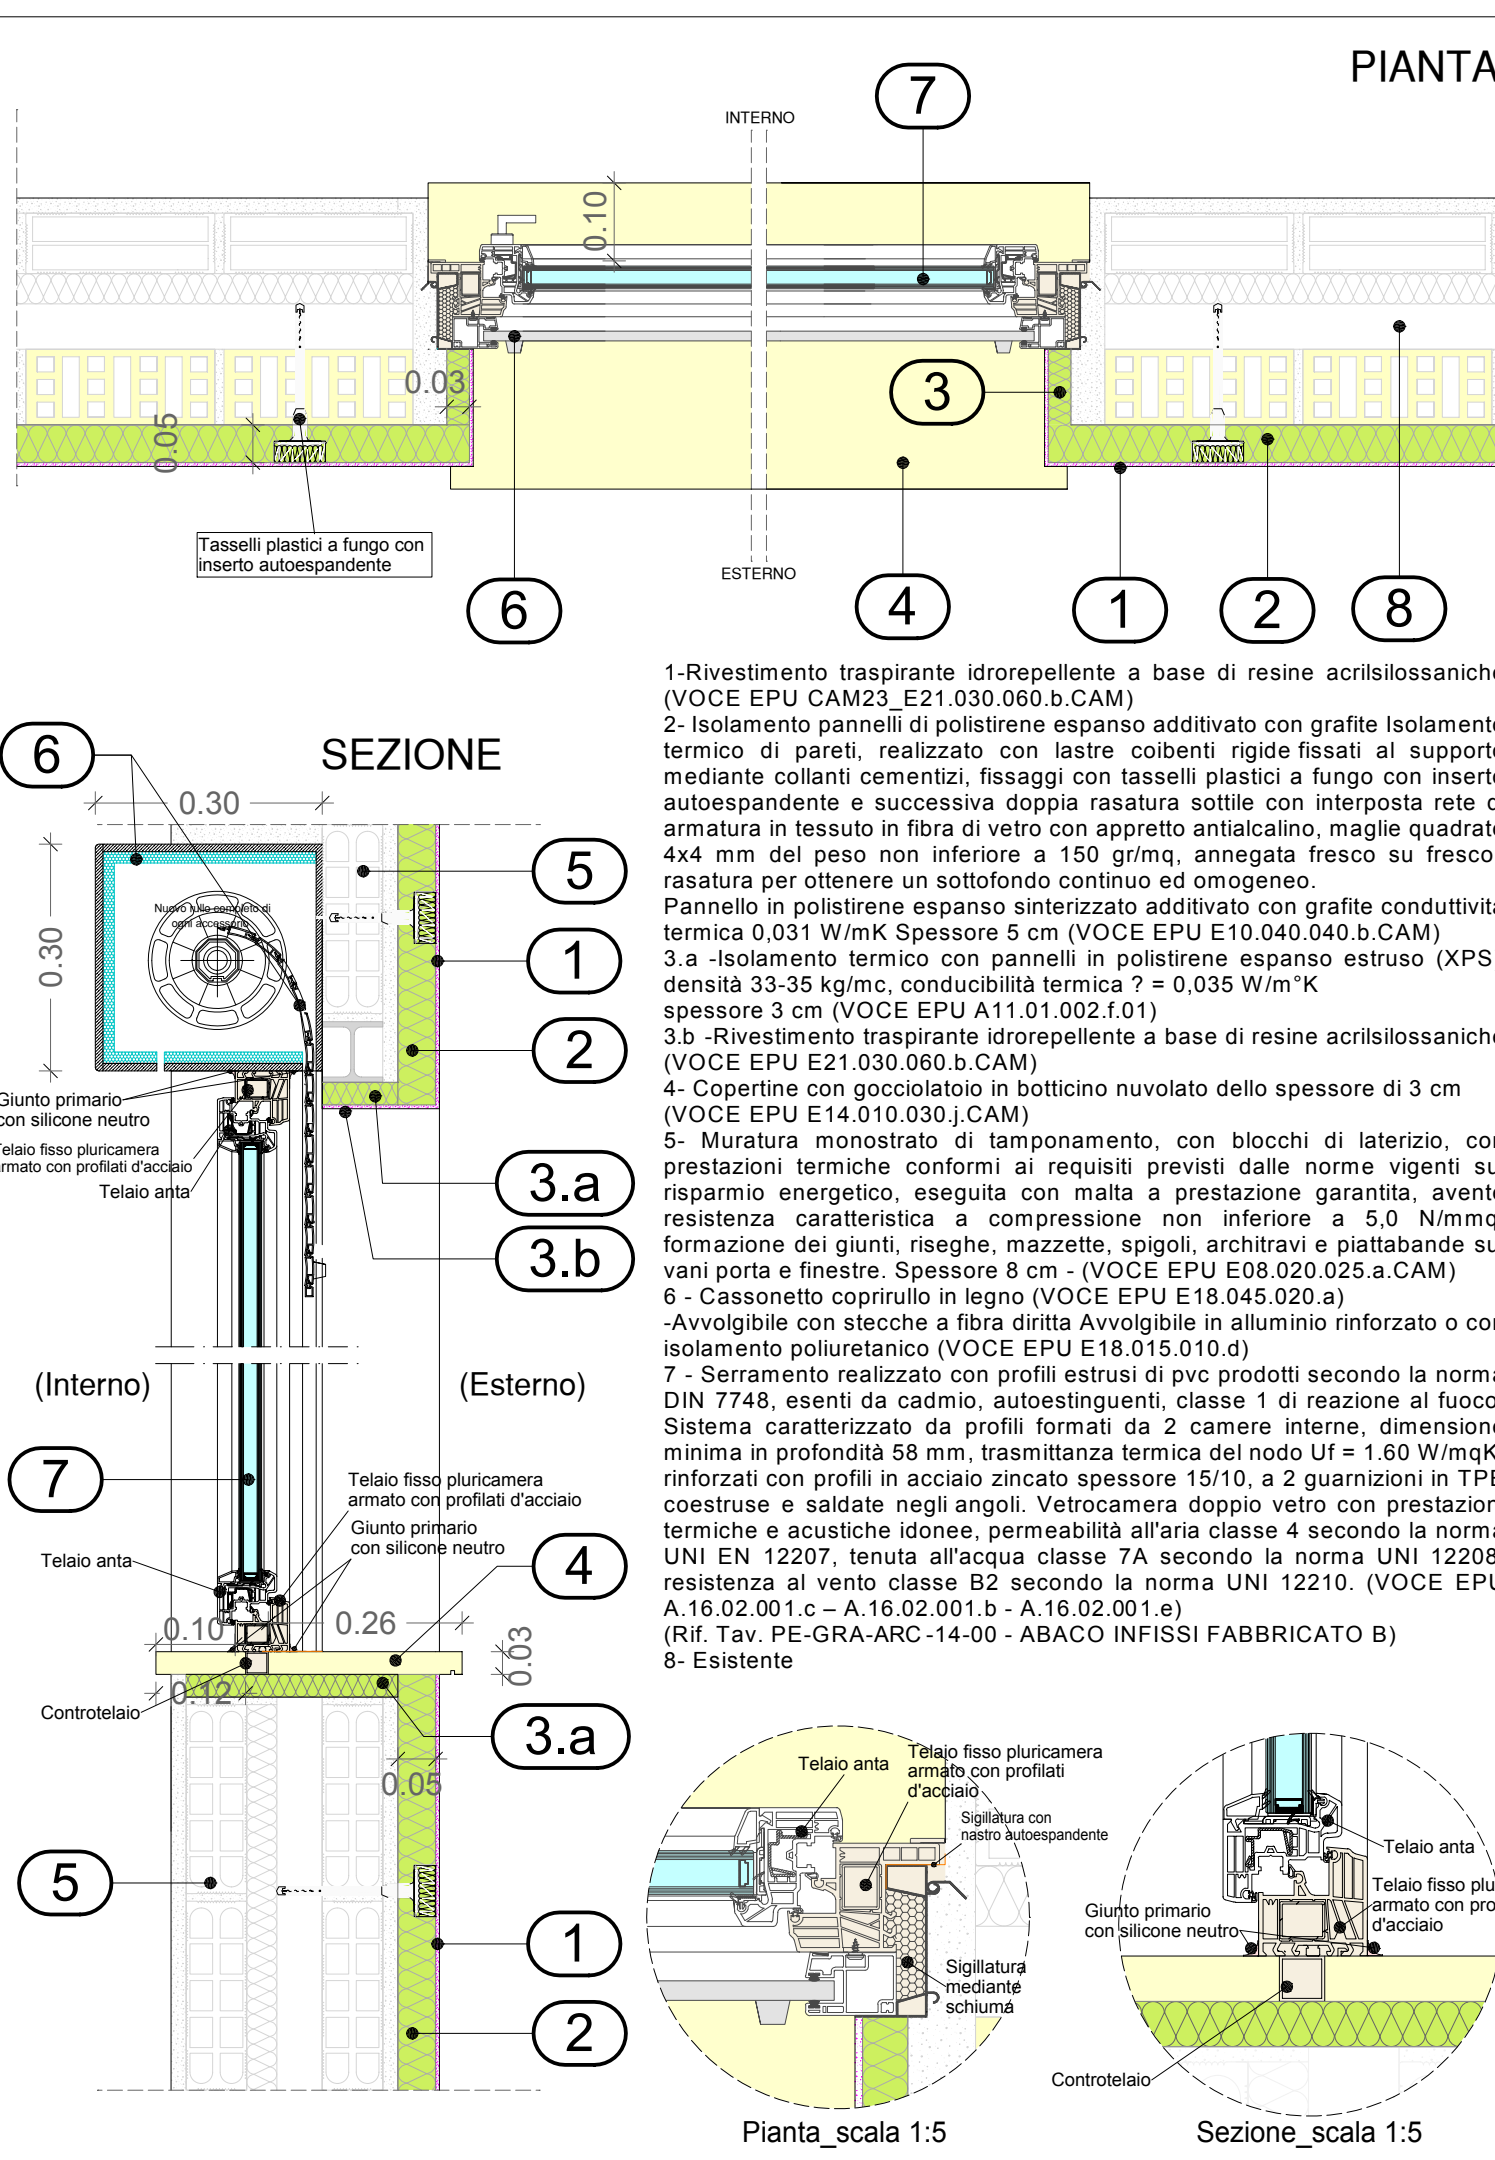 PIANTA
7
INTERNO
0.10
0.03
3
0.05
Tasselli plastici a fungo con
inserto autoespandente
ESTERNO
6
4
1
2
8
1-Rivestimento traspirante idrorepellente a base di resine acrilsilossaniche
(VOCE EPU CAM23_E21.030.060.b.CAM)
2- Isolamento pannelli di polistirene espanso additivato con grafite Isolamento
termico di pareti, realizzato con lastre coibenti rigide fissati al supporto
mediante collanti cementizi, fissaggi con tasselli plastici a fungo con inserto
autoespandente e successiva doppia rasatura sottile con interposta rete d
armatura in tessuto in fibra di vetro con appretto antialcalino, maglie quadrate
4x4 mm del peso non inferiore a 150 gr/mq, annegata fresco su fresco
rasatura per ottenere un sottofondo continuo ed omogeneo.
Pannello in polistirene espanso sinterizzato additivato con grafite conduttivita
termica 0,031 W/mK Spessore 5 cm (VOCE EPU E10.040.040.b.CAM)
3.a -Isolamento termico con pannelli in polistirene espanso estruso (XPS
densità 33-35 kg/mc, conducibilità termica ? = 0,035 W/m°K
spessore 3 cm (VOCE EPU A11.01.002.f.01)
3.b -Rivestimento traspirante idrorepellente a base di resine acrilsilossaniche
(VOCE EPU E21.030.060.b.CAM)
4- Copertine con gocciolatoio in botticino nuvolato dello spessore di 3 cm
(VOCE EPU E14.010.030.j.CAM)
5- Muratura monostrato di tamponamento, con blocchi di laterizio, con
prestazioni termiche conformi ai requisiti previsti dalle norme vigenti su
risparmio energetico, eseguita con malta a prestazione garantita, avente
resistenza caratteristica a compressione non inferiore a 5,0 N/mmq
formazione dei giunti, riseghe, mazzette, spigoli, architravi e piattabande su
vani porta e finestre. Spessore 8 cm - (VOCE EPU E08.020.025.a.CAM)
6 - Cassonetto coprirullo in legno (VOCE EPU E18.045.020.a)
-Avvolgibile con stecche a fibra diritta Avvolgibile in alluminio rinforzato o con
isolamento poliuretanico (VOCE EPU E18.015.010.d)
7 - Serramento realizzato con profili estrusi di pvc prodotti secondo la norma
DIN 7748, esenti da cadmio, autoestinguenti, classe 1 di reazione al fuoco
Sistema caratterizzato da profili formati da 2 camere interne, dimensione
minima in profondità 58 mm, trasmittanza termica del nodo Uf = 1.60 W/mqK
rinforzati con profili in acciaio zincato spessore 15/10, a 2 guarnizioni in TPE
coestruse e saldate negli angoli. Vetrocamera doppio vetro con prestazion
termiche e acustiche idonee, permeabilità all'aria classe 4 secondo la norma
UNI EN 12207, tenuta all'acqua classe 7A secondo la norma UNI 12208
resistenza al vento classe B2 secondo la norma UNI 12210. (VOCE EPU
A.16.02.001.c – A.16.02.001.b - A.16.02.001.e)
(Rif. Tav. PE-GRA-ARC-14-00 - ABACO INFISSI FABBRICATO B)
8- Esistente
6
SEZIONE
0.30
5
Nuovo rullo completo di
ogni accessorio
0.30
1
2
Giunto primario
con silicone neutro
Telaio fisso pluricamera
armato con profilati d'acciaio
Telaio anta
3.a
3.b
(Interno)
(Esterno)
7
Telaio fisso pluricamera
armato con profilati d'acciaio
Giunto primario
con silicone neutro
Telaio anta
4
0.10
0.26
0.03
0.12
Controtelaio
3.a
0.05
5
1
2
Telaio anta
Telaio fisso pluricamera
armato con profilati
d'acciaio
Sigillatura con
nastro autoespandente
Sigillatura
mediante
schiuma
Pianta_scala 1:5
Telaio anta
Telaio fisso plu
armato con pro
d'acciaio
Giunto primario
con silicone neutro
Controtelaio
Sezione_scala 1:5